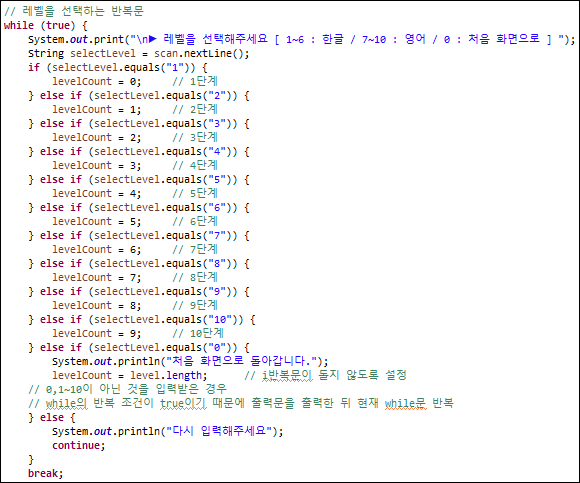 // 레벨을 선택하는 반복문
while (true) {
    System.out.print("\n▶ 레벨을 선택해주세요 [ 1~6 : 한글 / 7~10 : 영어 / 0 : 처음 화면으로 ] ");
    String selectLevel = scan.nextLine();
    if (selectLevel.equals("1")) {
        levelCount = 0;     // 1단계
    } else if (selectLevel.equals("2")) {
        levelCount = 1;     // 2단계
    } else if (selectLevel.equals("3")) {
        levelCount = 2;     // 3단계
    } else if (selectLevel.equals("4")) {
        levelCount = 3;     // 4단계
    } else if (selectLevel.equals("5")) {
        levelCount = 4;     // 5단계
    } else if (selectLevel.equals("6")) {
        levelCount = 5;     // 6단계
    } else if (selectLevel.equals("7")) {
        levelCount = 6;     // 7단계
    } else if (selectLevel.equals("8")) {
        levelCount = 7;     // 8단계
    } else if (selectLevel.equals("9")) {
        levelCount = 8;     // 9단계
    } else if (selectLevel.equals("10")) {
        levelCount = 9;     // 10단계
    } else if (selectLevel.equals("0")) {
        System.out.println("처음 화면으로 돌아갑니다.");
        levelCount = level.length;      // i반복문이 돌지 않도록 설정
    // 0,1~10이 아닌 것을 입력받은 경우
    // while의 반복 조건이 true이기 때문에 출력문을 출력한 뒤 현재 while문 반복
    } else {
        System.out.println("다시 입력해주세요");
        continue;
    }
    break;